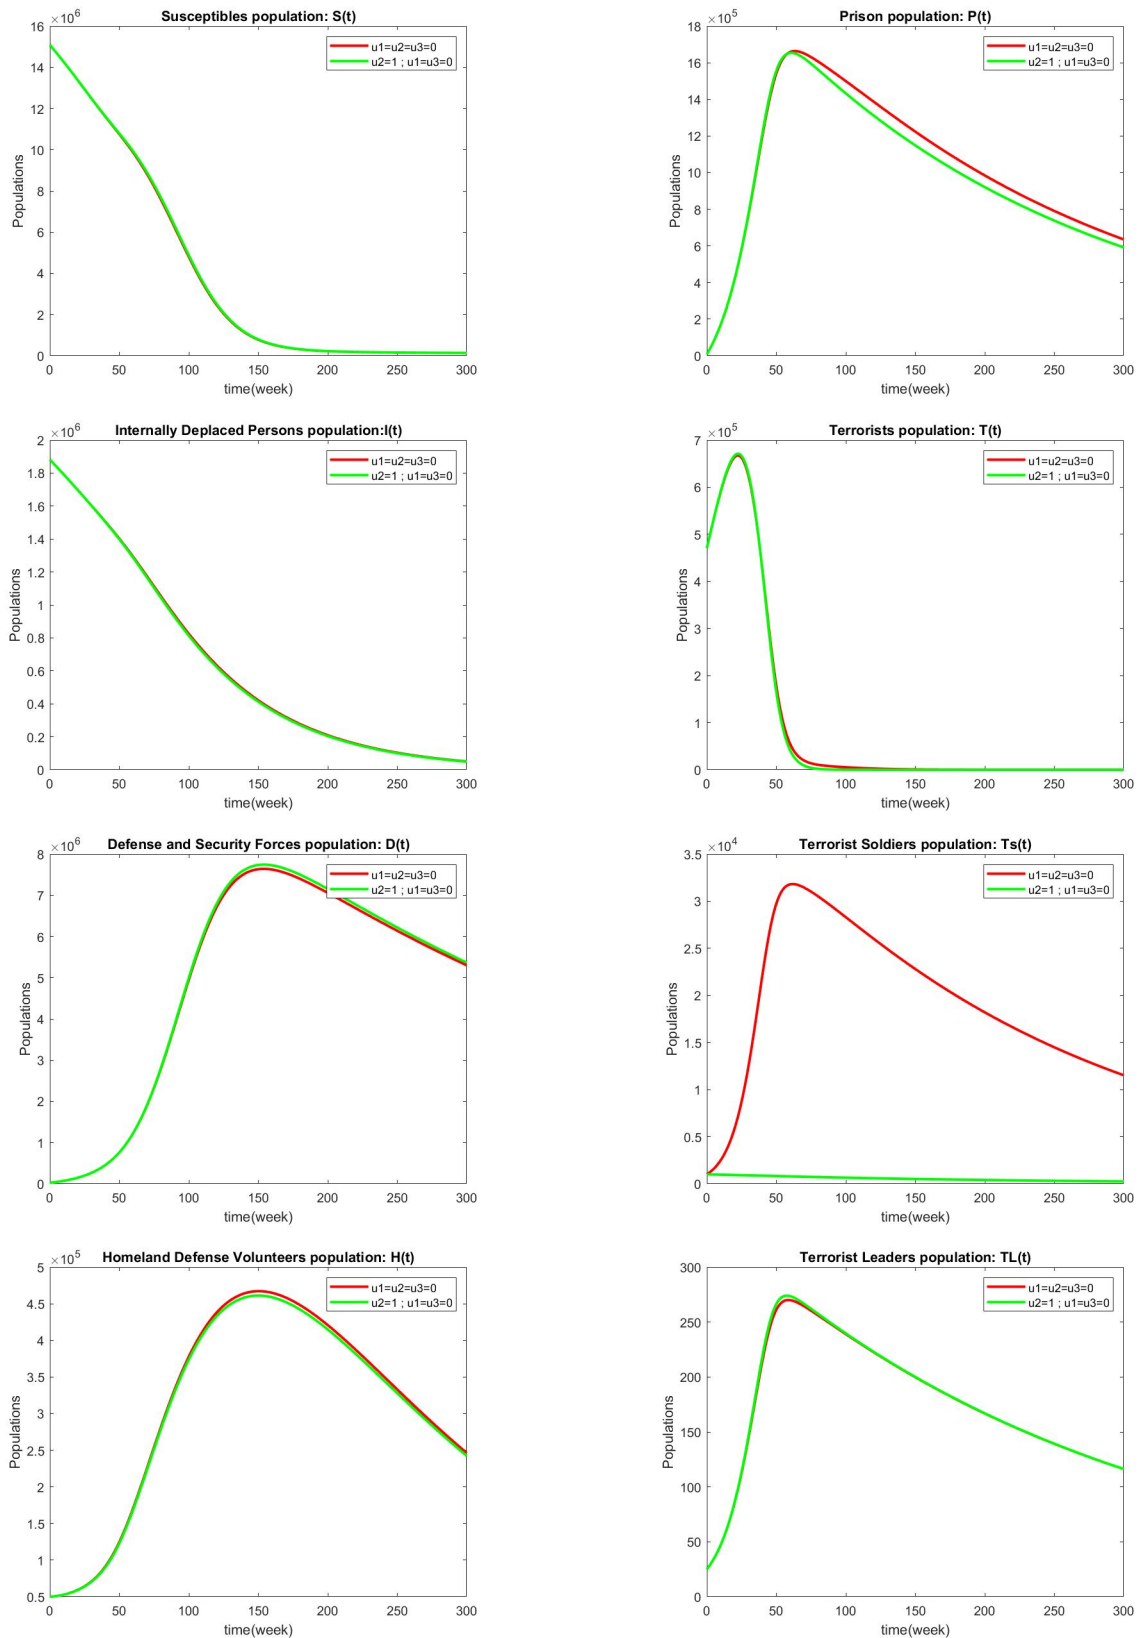 Susceptibles population: S(t)
×10⁶
16
14
12
10
8
6
4
2
0
Populations
0 50 100 150 200 250 300
time(week)
u1=u2=u3=0
u2=1 ; u1=u3=0
Prison population: P(t)
×10⁵
18
16
14
12
10
8
6
4
2
0
Populations
0 50 100 150 200 250 300
time(week)
u1=u2=u3=0
u2=1 ; u1=u3=0
Internally Deplaced Persons population:I(t)
×10⁶
2
1.8
1.6
1.4
1.2
1
0.8
0.6
0.4
0.2
0
Populations
0 50 100 150 200 250 300
time(week)
u1=u2=u3=0
u2=1 ; u1=u3=0
Terrorists population: T(t)
×10⁵
7
6
5
4
3
2
1
0
Populations
0 50 100 150 200 250 300
time(week)
u1=u2=u3=0
u2=1 ; u1=u3=0
Defense and Security Forces population: D(t)
×10⁶
8
7
6
5
4
3
2
1
0
Populations
0 50 100 150 200 250 300
time(week)
u1=u2=u3=0
u2=1 ; u1=u3=0
Terrorist Soldiers population: Ts(t)
×10⁴
3.5
3
2.5
2
1.5
1
0.5
0
Populations
0 50 100 150 200 250 300
time(week)
u1=u2=u3=0
u2=1 ; u1=u3=0
Homeland Defense Volunteers population: H(t)
×10⁵
5
4.5
4
3.5
3
2.5
2
1.5
1
0.5
Populations
0 50 100 150 200 250 300
time(week)
u1=u2=u3=0
u2=1 ; u1=u3=0
Terrorist Leaders population: TL(t)
300
250
200
150
100
50
0
Populations
0 50 100 150 200 250 300
time(week)
u1=u2=u3=0
u2=1 ; u1=u3=0